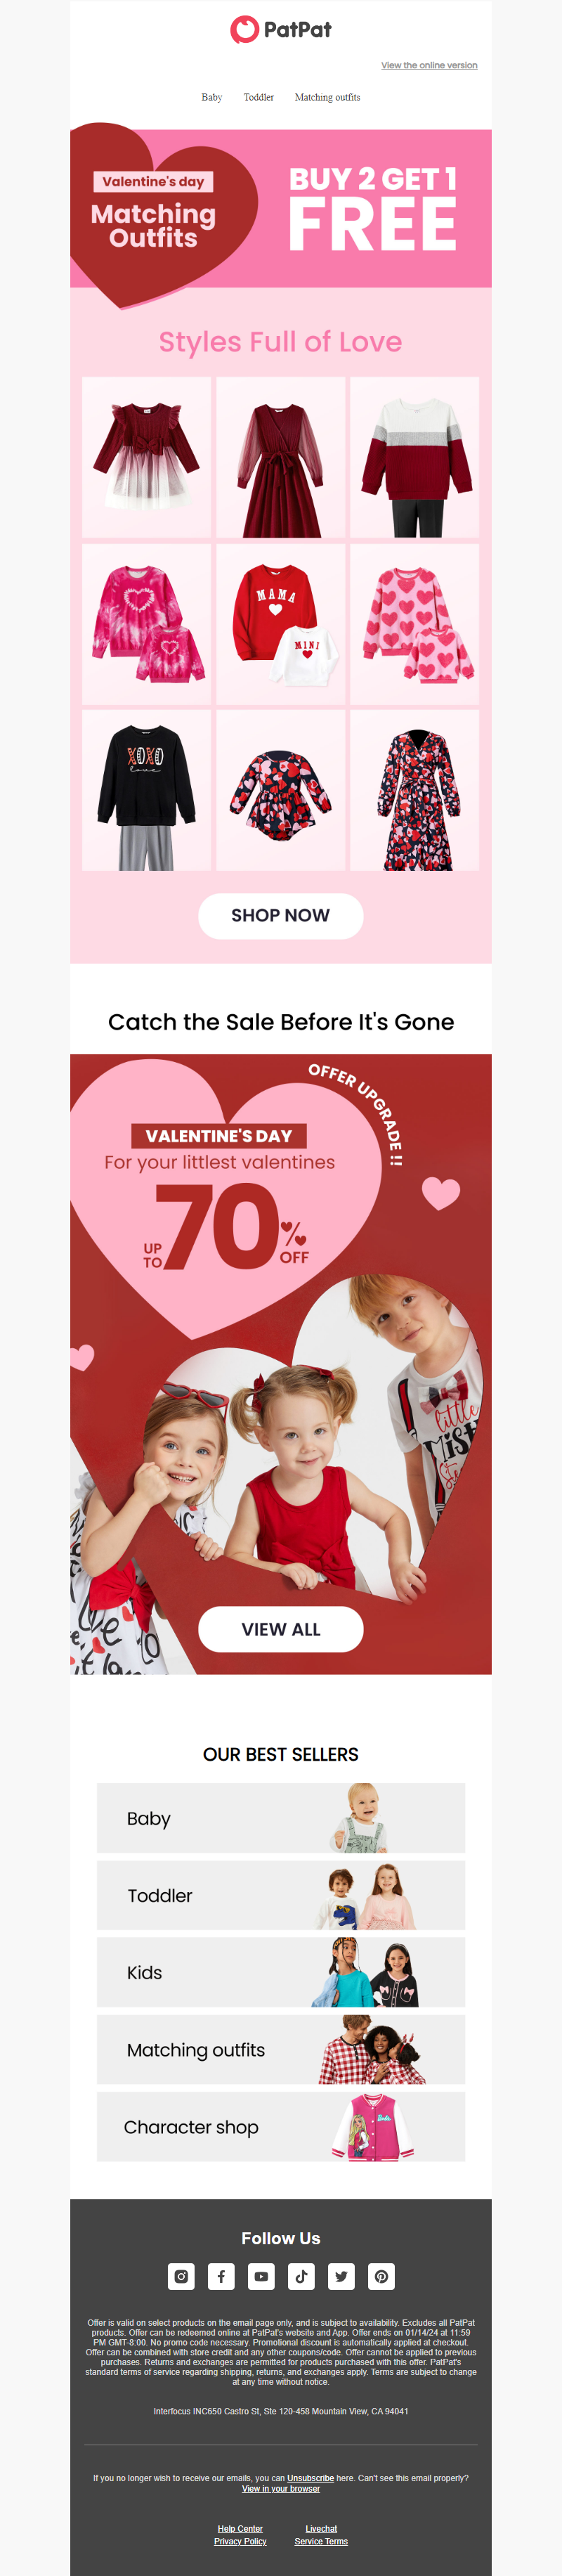 PatPat
View the online version
Baby Toddler Matching outfits
Valentine's day
Matching
Outfits
BUY 2 GET 1
FREE
Styles Full of Love
MAMA
MINI
XOXO
love
SHOP NOW
Catch the Sale Before It's Gone
OFFER UPGRADE !!
VALENTINE'S DAY
For your littlest valentines
UP
TO
70%
OFF
little
VIEW ALL
OUR BEST SELLERS
Baby
Toddler
Kids
Matching outfits
Character shop
Barbie
Follow Us
Offer is valid on select products on the email page only, and is subject to availability. Excludes all PatPat
products. Offer can be redeemed online at PatPat's website and App. Offer ends on 01/14/24 at 11:59
PM GMT-8:00. No promo code necessary. Promotional discount is automatically applied at checkout.
Offer can be combined with store credit and any other coupons/code. Offer cannot be applied to previous
purchases. Returns and exchanges are permitted for products purchased with this offer. PatPat's
standard terms of service regarding shipping, returns, and exchanges apply. Terms are subject to change
at any time without notice.
Interfocus INC650 Castro St, Ste 120-458 Mountain View, CA 94041
If you no longer wish to receive our emails, you can Unsubscribe here. Can't see this email properly?
View in your browser
Help Center Livechat
Privacy Policy Service Terms